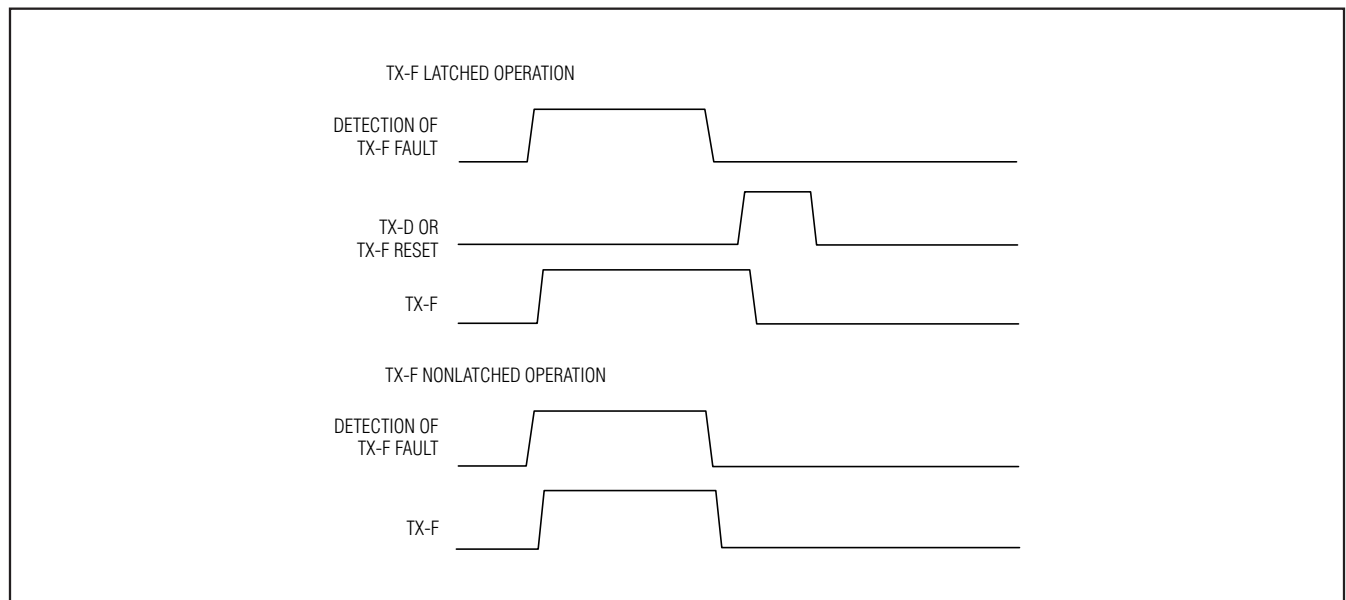 TX-F LATCHED OPERATION
DETECTION OF
TX-F FAULT
TX-D OR
TX-F RESET
TX-F
TX-F NONLATCHED OPERATION
DETECTION OF
TX-F FAULT
TX-F